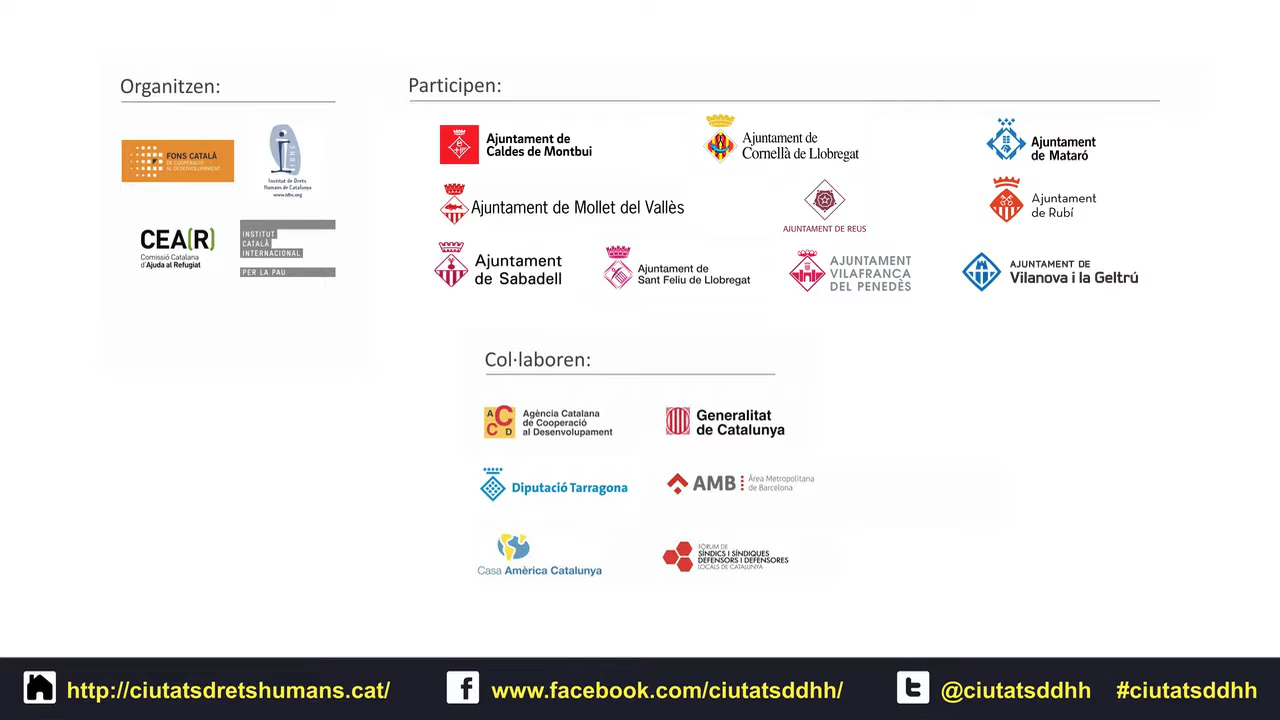 Organitzen:
FONS CATALÀ
DE COOPERACIÓ
AL DESENVOLUPAMENT
Institut de Drets
Humans de Catalunya
www.idhc.org
CEA(R)
Comissió Catalana
d'Ajuda al Refugiat
INSTITUT
CATALÀ
INTERNACIONAL
PER LA PAU
Participen:
Ajuntament de
Caldes de Montbui
Ajuntament de
Cornellà de Llobregat
Ajuntament
de Mataró
Ajuntament de Mollet del Vallès
AJUNTAMENT DE REUS
Ajuntament
de Rubí
Ajuntament
de Sabadell
Ajuntament de
Sant Feliu de Llobregat
AJUNTAMENT
VILAFRANCA
DEL PENEDÈS
AJUNTAMENT DE
Vilanova i la Geltrú
Col·laboren:
ACCD
Agència Catalana
de Cooperació
al Desenvolupament
Generalitat
de Catalunya
Diputació Tarragona
AMB
Àrea Metropolitana
de Barcelona
Casa Amèrica Catalunya
FÒRUM DE
SÍNDICS I SÍNDIQUES
DEFENSORS I DEFENSORES
LOCALS DE CATALUNYA
http://ciutatsdretshumans.cat/
www.facebook.com/ciutatsddhh/
@ciutatsddhh #ciutatsddhh